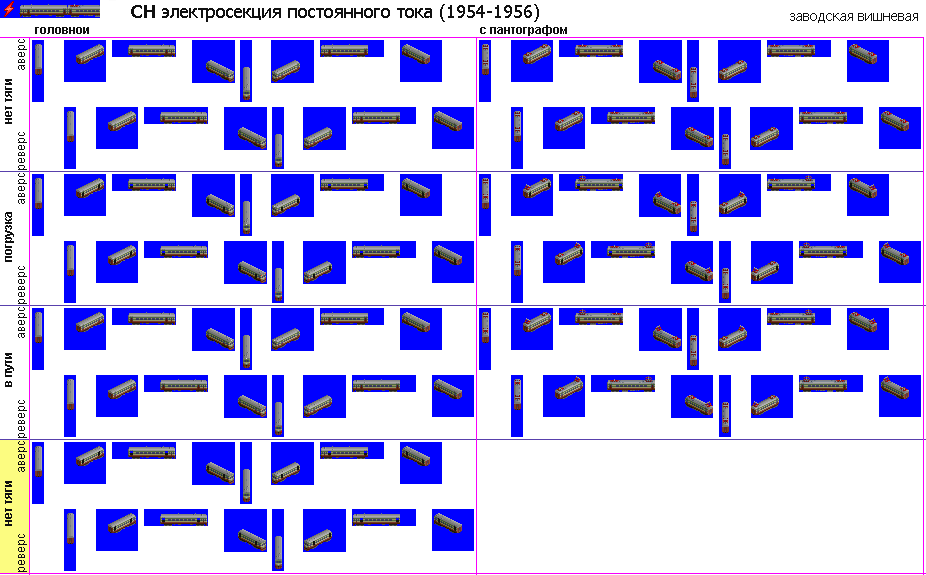 СН электросекция постоянного тока (1954-1956)
заводская вишневая
головной
с пантографом
нет тяги
аверс
реверс
погрузка
аверс
реверс
в пути
аверс
реверс
нет тяги
аверс
реверс